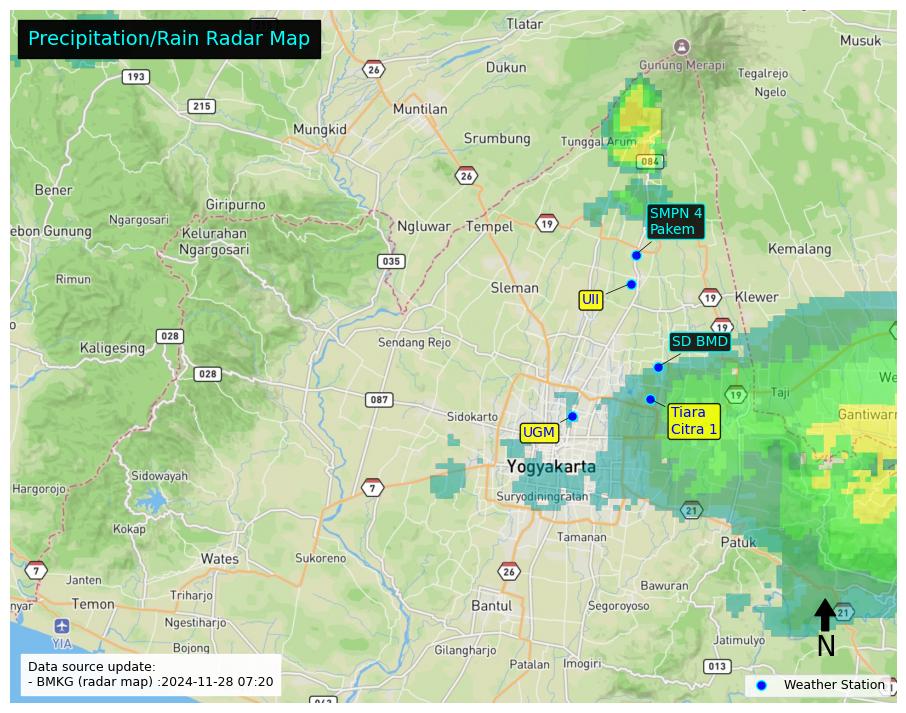 Precipitation/Rain Radar Map
Tlatar
Musuk
26
193
Dukun
Gunung Merapi
Tegalrejo
Ngelo
215
Muntilan
Mungkid
Srumbung
Tunggal Arum
084
26
Bener
Giripurno
Ngargosari
ebon Gunung
Kelurahan
Ngargosari
Ngluwar
Tempel
19
SMPN 4
Pakem
Kemalang
035
Rimun
Sleman
UII
19
Klewer
19
028
Kaligesing
Sendang Rejo
SD BMD
028
We
087
19
Taji
Sidokarto
UGM
Tiara
Citra 1
Gantiwarn
Yogyakarta
Sidowayah
Hargorojo
7
Suryodiningratan
21
Kokap
Tamanan
Patuk
Wates
Sukoreno
7
26
Janten
Bawuran
Triharjo
nyar
Temon
Bantul
Segoroyoso
21
Ngestiharjo
YIA
Jatimulyo
N
Bojong
Gilangharjo
Patalan
Imogiri
013
Data source update:
- BMKG (radar map) :2024-11-28 07:20
Weather Station